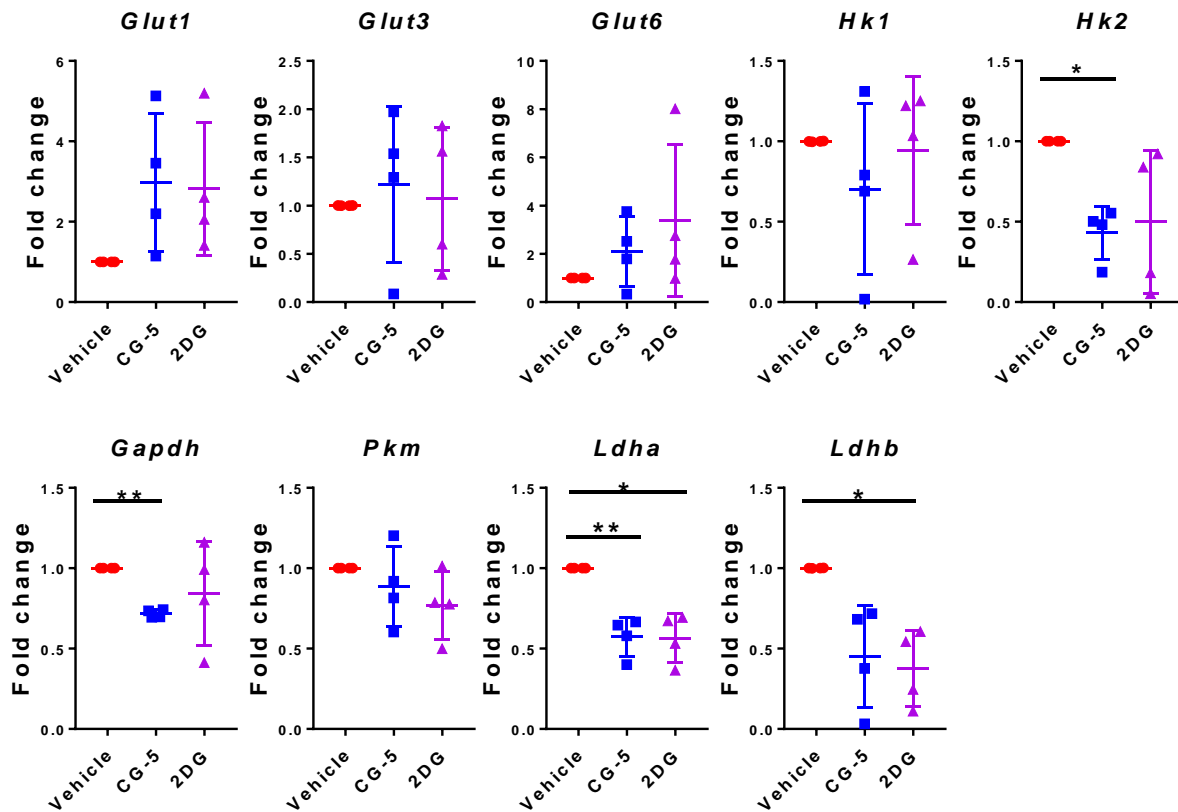 Glut1
Glut3
Glut6
Hk1
Hk2
Fold change
6
4
2
0
Vehicle
CG-5
2DG
Fold change
2.5
2.0
1.5
1.0
0.5
0.0
Vehicle
CG-5
2DG
Fold change
10
8
6
4
2
0
Vehicle
CG-5
2DG
Fold change
1.5
1.0
0.5
0.0
Vehicle
CG-5
2DG
Fold change
1.5
1.0
0.5
0.0
*
Vehicle
CG-5
2DG
Gapdh
Pkm
Ldha
Ldhb
Fold change
1.5
1.0
0.5
0.0
**
Vehicle
CG-5
2DG
Fold change
1.5
1.0
0.5
0.0
Vehicle
CG-5
2DG
Fold change
1.5
1.0
0.5
0.0
*
**
Vehicle
CG-5
2DG
Fold change
1.5
1.0
0.5
0.0
*
Vehicle
CG-5
2DG